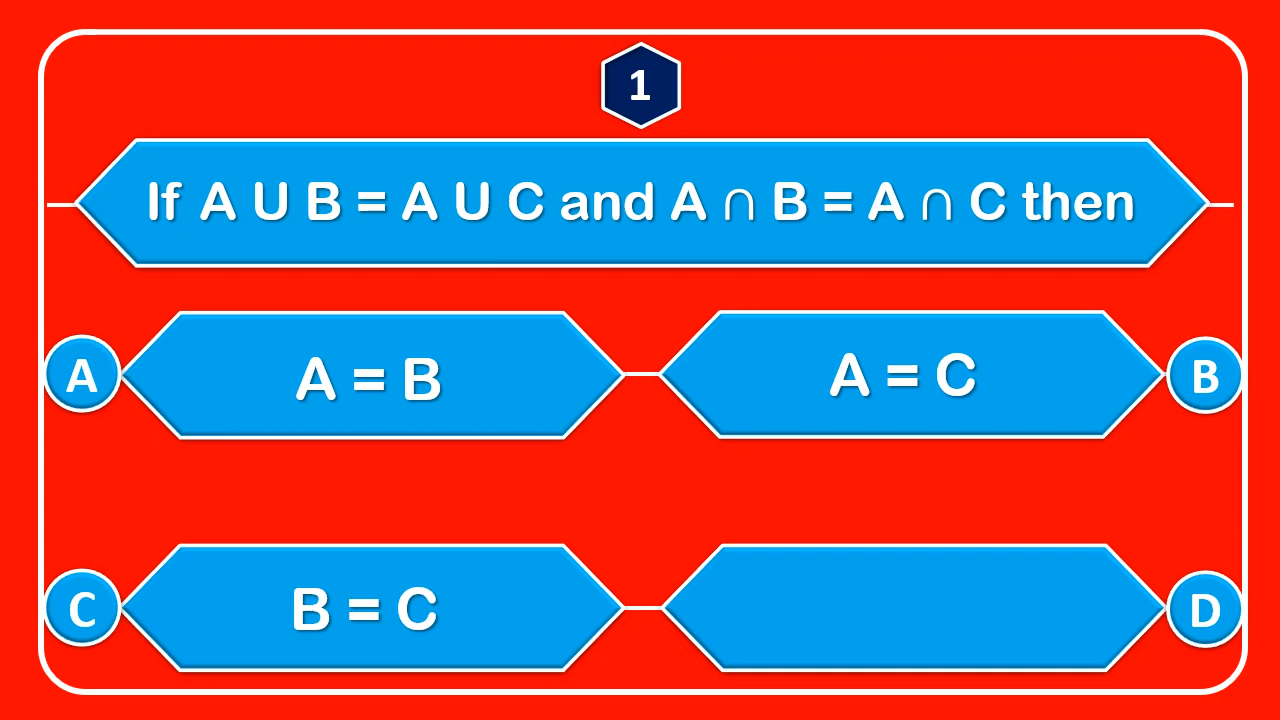 1
If A U B = A U C and A ∩ B = A ∩ C then
A
A = B
A = C
B
C
B = C
D